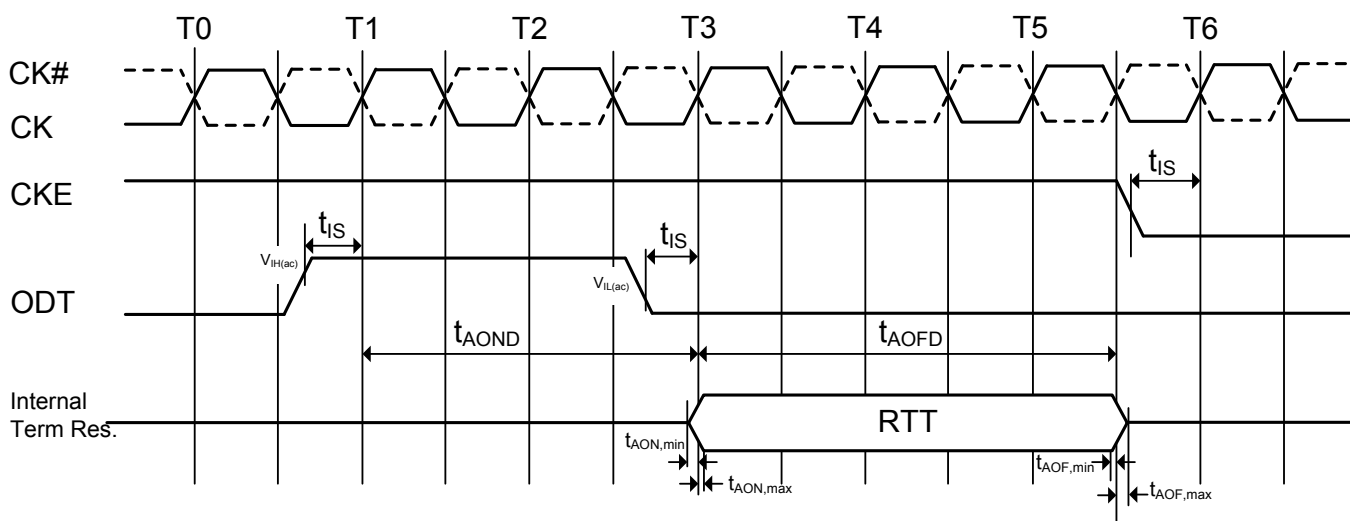 T0 T1 T2 T3 T4 T5 T6
CK#
CK
CKE
tIS
tIS
tIS
VIH(ac)
VIL(ac)
ODT
tAOND
tAOFD
Internal
Term Res.
RTT
tAON,min
tAOF,min
tAON,max
tAOF,max